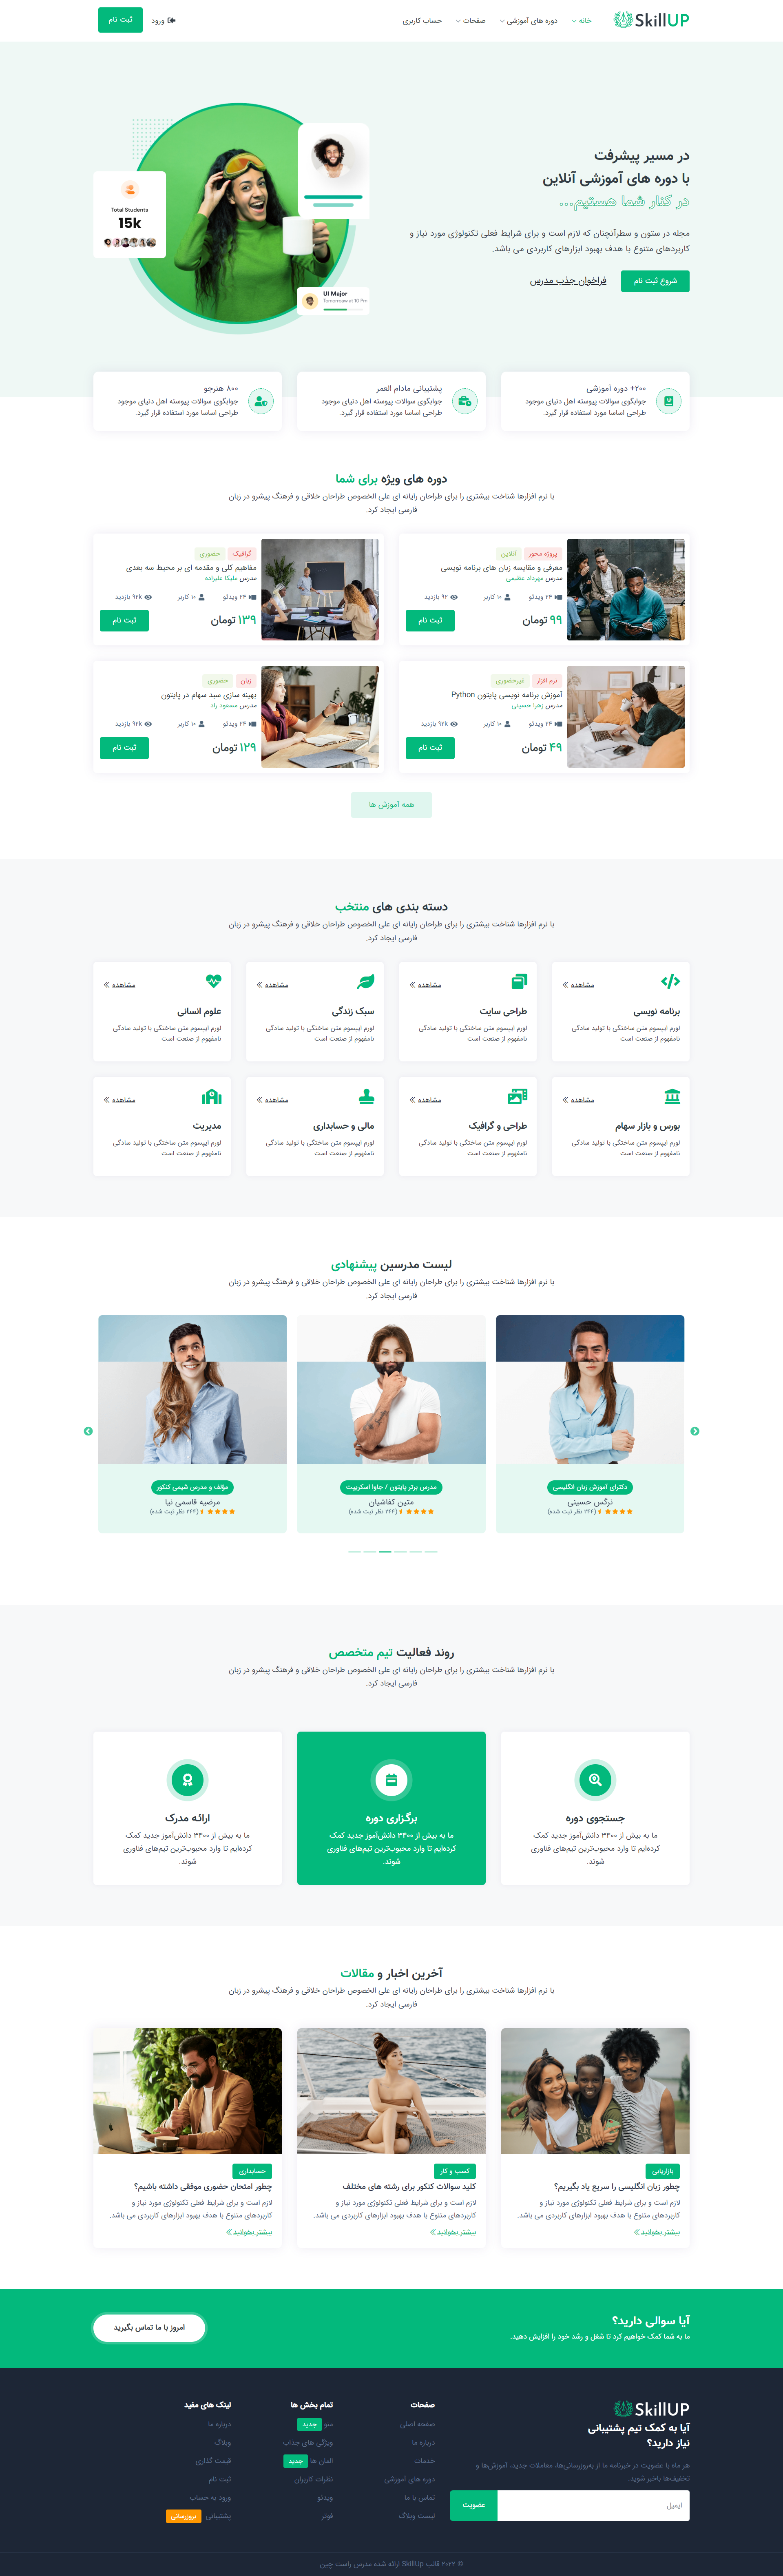 SkillUP
خانه
دوره های آموزشی
صفحات
حساب کاربری
ورود
ثبت نام
در مسیر پیشرفت
با دوره های آموزشی آنلاین
در کنار شما هستیم...
مجله در ستون و سطرآنچنان که لازم است و برای شرایط فعلی تکنولوژی مورد نیاز و
کاربردهای متنوع با هدف بهبود ابزارهای کاربردی می باشد.
شروع ثبت نام
فراخوان جذب مدرس
Total Students
15k
UI Major
Tomorrow at 10 Pm
۲۰۰+ دوره آموزشی
جوابگوی سوالات پیوسته اهل دنیای موجود
طراحی اساسا مورد استفاده قرار گیرد.
پشتیبانی مادام العمر
جوابگوی سوالات پیوسته اهل دنیای موجود
طراحی اساسا مورد استفاده قرار گیرد.
۸۰۰ هنرجو
جوابگوی سوالات پیوسته اهل دنیای موجود
طراحی اساسا مورد استفاده قرار گیرد.
دوره های ویژه برای شما
با نرم افزارها شناخت بیشتری را برای طراحان رایانه ای علی الخصوص طراحان خلاقی و فرهنگ پیشرو در زبان
فارسی ایجاد کرد.
پروژه محور
آنلاین
معرفی و مقایسه زبان های برنامه نویسی
مدرس مهرداد عظیمی
۲۴ ویدئو
۱۰ کاربر
۹۲ بازدید
۹۹ تومان
ثبت نام
گرافیک
حضوری
مفاهیم کلی و مقدمه ای بر محیط سه بعدی
مدرس ملیکا علیزاده
۲۴ ویدئو
۱۰ کاربر
۹۲k بازدید
۱۳۹ تومان
ثبت نام
نرم افزار
غیرحضوری
آموزش برنامه نویسی پایتون Python
مدرس زهرا حسینی
۲۴ ویدئو
۱۰ کاربر
۹۲k بازدید
۴۹ تومان
ثبت نام
زبان
حضوری
بهینه سازی سبد سهام در پایتون
مدرس مسعود راد
۲۴ ویدئو
۱۰ کاربر
۹۲k بازدید
۱۲۹ تومان
ثبت نام
همه آموزش ها
دسته بندی های منتخب
با نرم افزارها شناخت بیشتری را برای طراحان رایانه ای علی الخصوص طراحان خلاقی و فرهنگ پیشرو در زبان
فارسی ایجاد کرد.
مشاهده
برنامه نویسی
لورم ایپسوم متن ساختگی با تولید سادگی
نامفهوم از صنعت است
مشاهده
طراحی سایت
لورم ایپسوم متن ساختگی با تولید سادگی
نامفهوم از صنعت است
مشاهده
سبک زندگی
لورم ایپسوم متن ساختگی با تولید سادگی
نامفهوم از صنعت است
مشاهده
علوم انسانی
لورم ایپسوم متن ساختگی با تولید سادگی
نامفهوم از صنعت است
مشاهده
بورس و بازار سهام
لورم ایپسوم متن ساختگی با تولید سادگی
نامفهوم از صنعت است
مشاهده
طراحی و گرافیک
لورم ایپسوم متن ساختگی با تولید سادگی
نامفهوم از صنعت است
مشاهده
مالی و حسابداری
لورم ایپسوم متن ساختگی با تولید سادگی
نامفهوم از صنعت است
مشاهده
مدیریت
لورم ایپسوم متن ساختگی با تولید سادگی
نامفهوم از صنعت است
لیست مدرسین پیشنهادی
با نرم افزارها شناخت بیشتری را برای طراحان رایانه ای علی الخصوص طراحان خلاقی و فرهنگ پیشرو در زبان
فارسی ایجاد کرد.
دکترای آموزش زبان انگلیسی
نرگس حسینی
(۲۴۴ نظر ثبت شده)
مدرس برتر پایتون / جاوا اسکریپت
متین کفاشیان
(۲۴۴ نظر ثبت شده)
مؤلف و مدرس شیمی کنکور
مرضیه قاسمی نیا
(۲۴۴ نظر ثبت شده)
روند فعالیت تیم متخصص
با نرم افزارها شناخت بیشتری را برای طراحان رایانه ای علی الخصوص طراحان خلاقی و فرهنگ پیشرو در زبان
فارسی ایجاد کرد.
جستجوی دوره
ما به بیش از ۳۴۰۰ دانش‌آموز جدید کمک
کرده‌ایم تا وارد محبوب‌ترین تیم‌های فناوری
شوند.
برگزاری دوره
ما به بیش از ۳۴۰۰ دانش‌آموز جدید کمک
کرده‌ایم تا وارد محبوب‌ترین تیم‌های فناوری
شوند.
ارائه مدرک
ما به بیش از ۳۴۰۰ دانش‌آموز جدید کمک
کرده‌ایم تا وارد محبوب‌ترین تیم‌های فناوری
شوند.
آخرین اخبار و مقالات
با نرم افزارها شناخت بیشتری را برای طراحان رایانه ای علی الخصوص طراحان خلاقی و فرهنگ پیشرو در زبان
فارسی ایجاد کرد.
بازاریابی
چطور زبان انگلیسی را سریع یاد بگیریم؟
لازم است و برای شرایط فعلی تکنولوژی مورد نیاز و
کاربردهای متنوع با هدف بهبود ابزارهای کاربردی می باشد.
بیشتر بخوانید
کسب و کار
کلید سوالات کنکور برای رشته های مختلف
لازم است و برای شرایط فعلی تکنولوژی مورد نیاز و
کاربردهای متنوع با هدف بهبود ابزارهای کاربردی می باشد.
بیشتر بخوانید
حسابداری
چطور امتحان حضوری موفقی داشته باشیم؟
لازم است و برای شرایط فعلی تکنولوژی مورد نیاز و
کاربردهای متنوع با هدف بهبود ابزارهای کاربردی می باشد.
بیشتر بخوانید
آیا سوالی دارید؟
ما به شما کمک خواهیم کرد تا شغل و رشد خود را افزایش دهید.
امروز با ما تماس بگیرید
SkillUP
آیا به کمک تیم پشتیبانی
نیاز دارید؟
هر ماه با عضویت در خبرنامه ما از به‌روزرسانی‌ها، معاملات جدید، آموزش‌ها و
تخفیف‌ها باخبر شوید.
ایمیل
عضویت
صفحات
صفحه اصلی
درباره ما
خدمات
دوره های آموزشی
تماس با ما
لیست وبلاگ
تمام بخش ها
منو جدید
ویژگی های جذاب
المان ها جدید
نظرات کاربران
ویدئو
فوتر
لینک های مفید
درباره ما
وبلاگ
قیمت گذاری
ثبت نام
ورود به حساب
پشتیبانی بروزرسانی
© ۲۰۲۲ قالب SkillUp ارائه شده مدرس راست چین